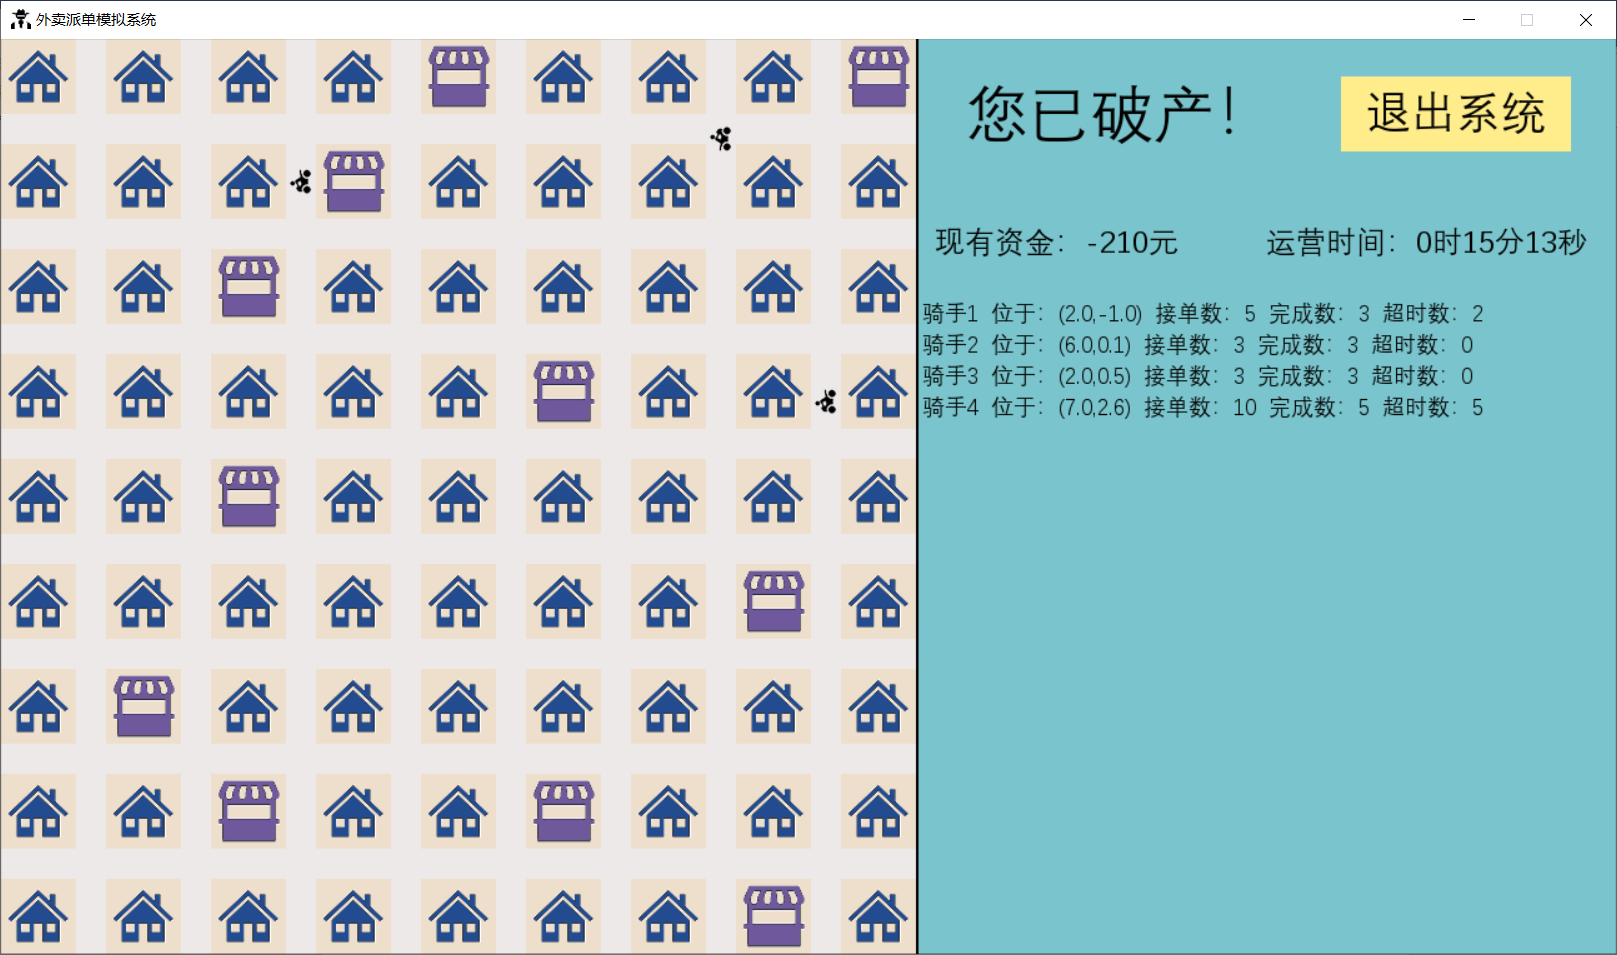 外卖派单模拟系统
您已破产！ 退出系统
现有资金：-210元 运营时间：0时15分13秒
骑手1 位于：(2.0,-1.0) 接单数：5 完成数：3 超时数：2
骑手2 位于：(6.0,0.1) 接单数：3 完成数：3 超时数：0
骑手3 位于：(2.0,0.5) 接单数：3 完成数：3 超时数：0
骑手4 位于：(7.0,2.6) 接单数：10 完成数：5 超时数：5